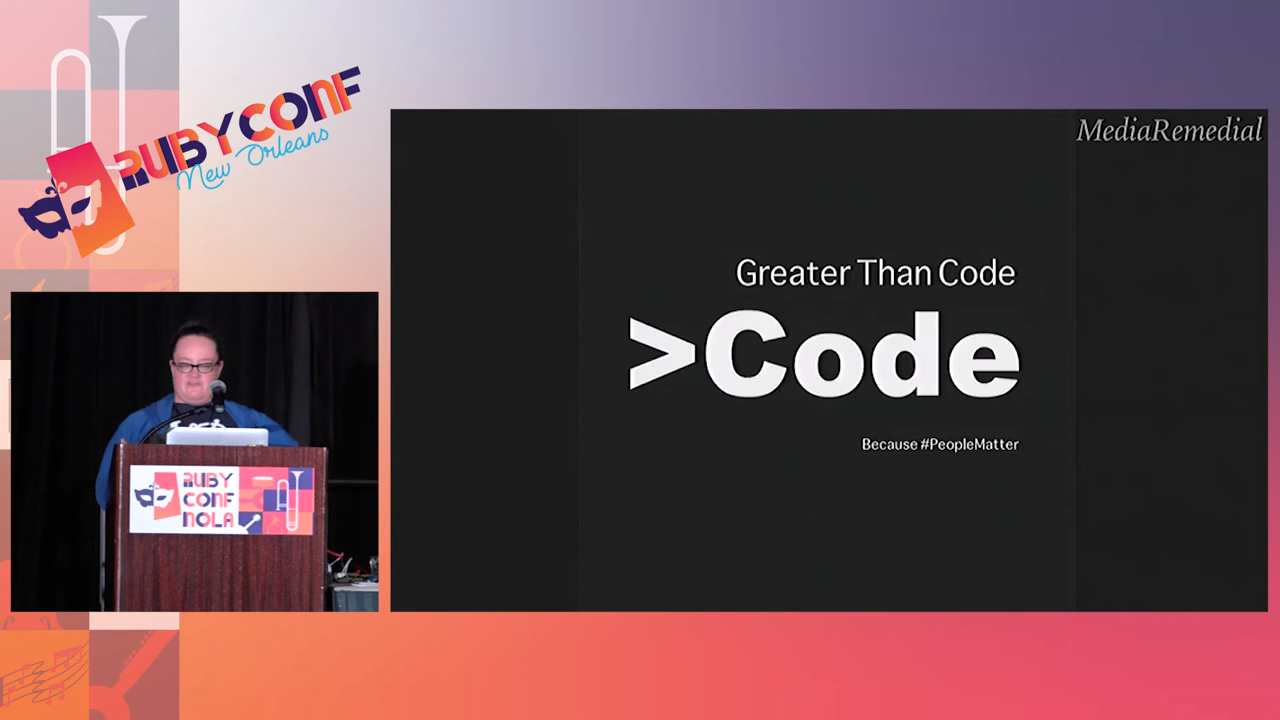 RUBYCONF
New Orleans
MediaRemedial
Greater Than Code
>Code
Because #PeopleMatter
RUBY
CONF
NOLA